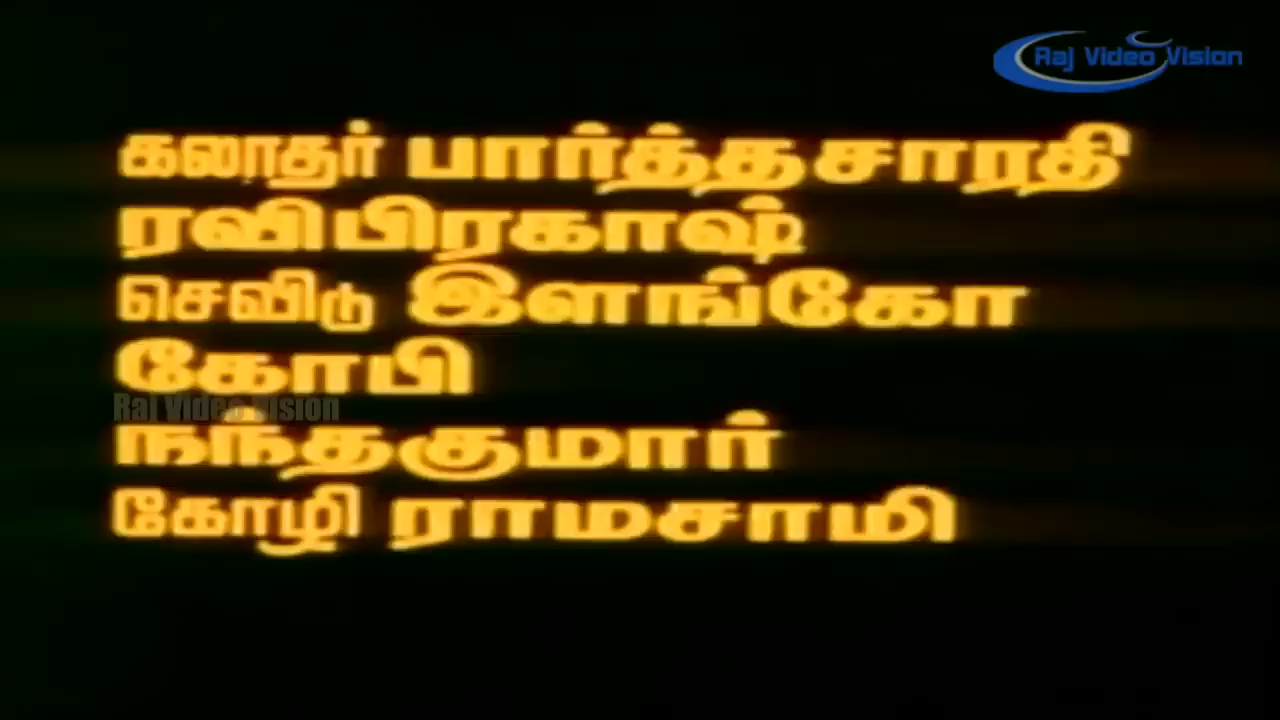 Raj Video Vision
கலாதர் பார்த்தசாரதி
ரவிபிரகாஷ்
செவிடு இளங்கோ
கோபி
Raj Video Vision
நந்தகுமார்
கோழி ராமசாமி